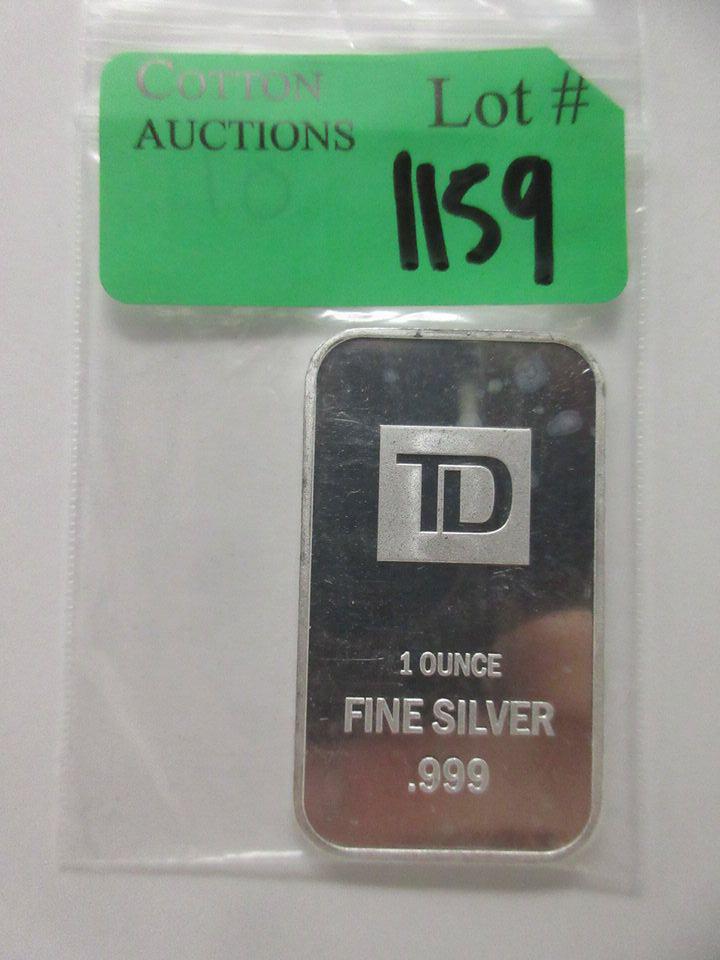 COTTON
AUCTIONS
Lot #
1159
TD
1 OUNCE
FINE SILVER
.999